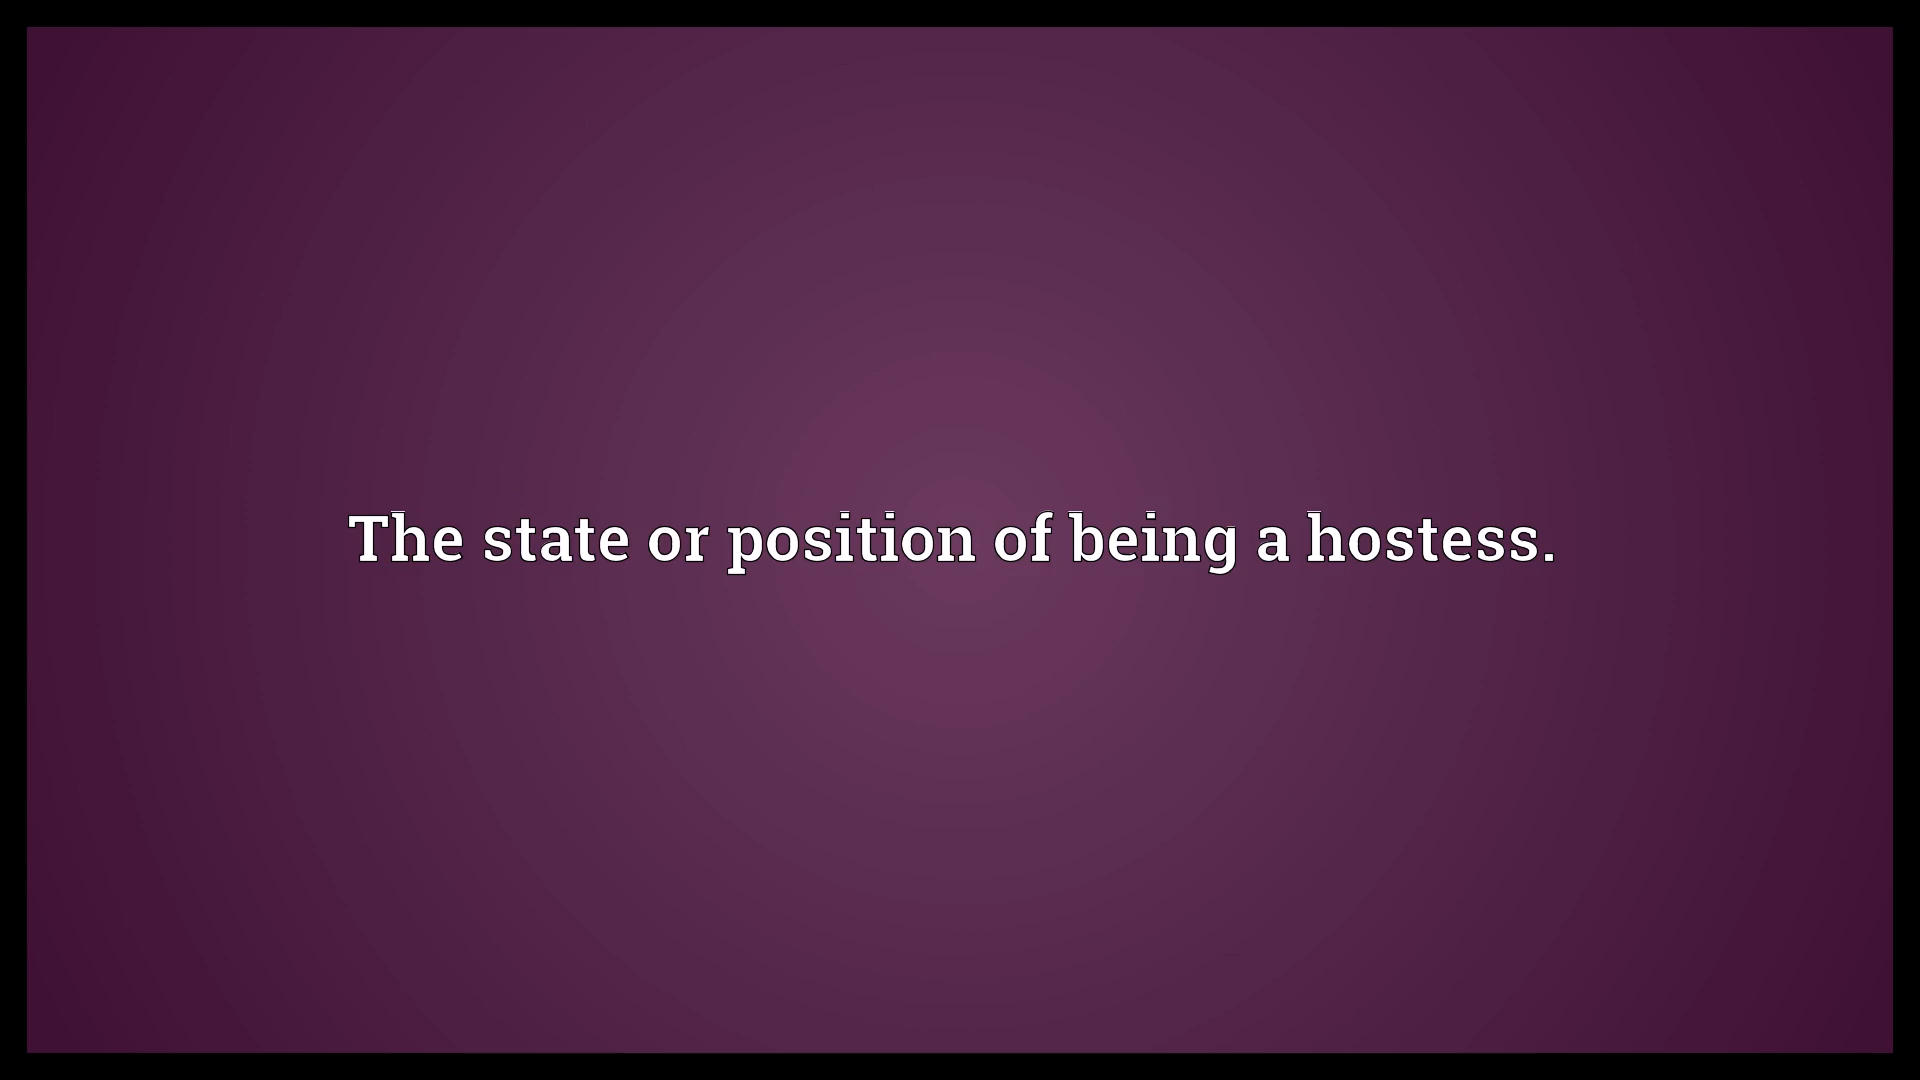 The state or position of being a hostess.